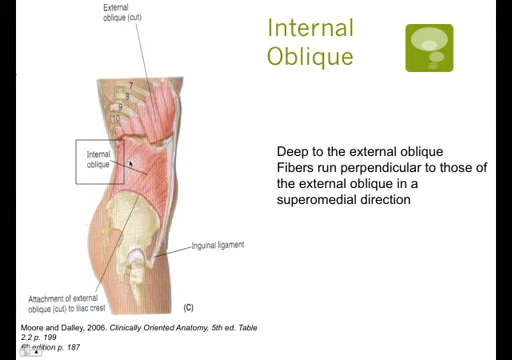 External
oblique (cut)
Internal
Oblique
7
8
9
10
Internal
oblique
Deep to the external oblique
Fibers run perpendicular to those of
the external oblique in a
superomedial direction
Inguinal ligament
Attachment of external
oblique (cut) to iliac crest
(C)
Moore and Dalley, 2006. Clinically Oriented Anatomy, 5th ed. Table
2.2 p. 199
edition p. 187